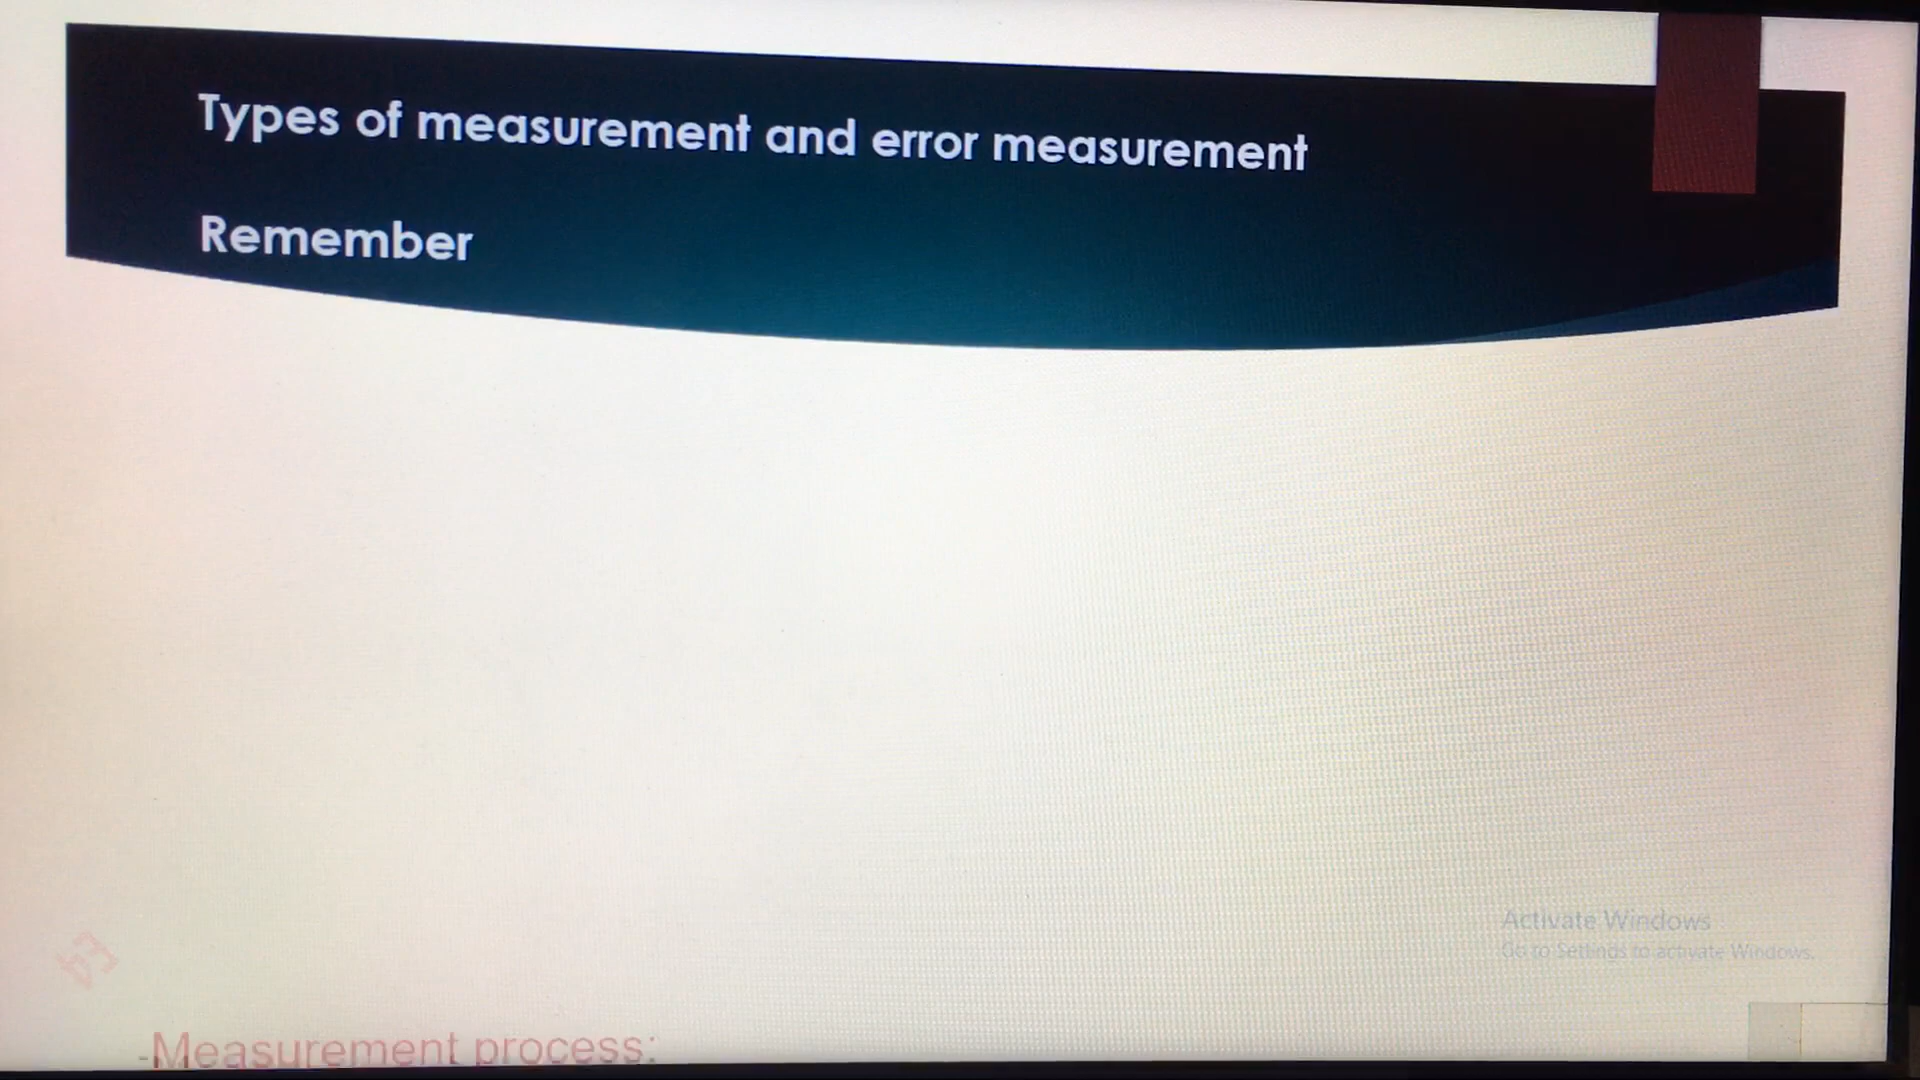 Types of measurement and error measurement
Remember
Activate Windows
Go to Settings to activate Windows.
-Measurement process: